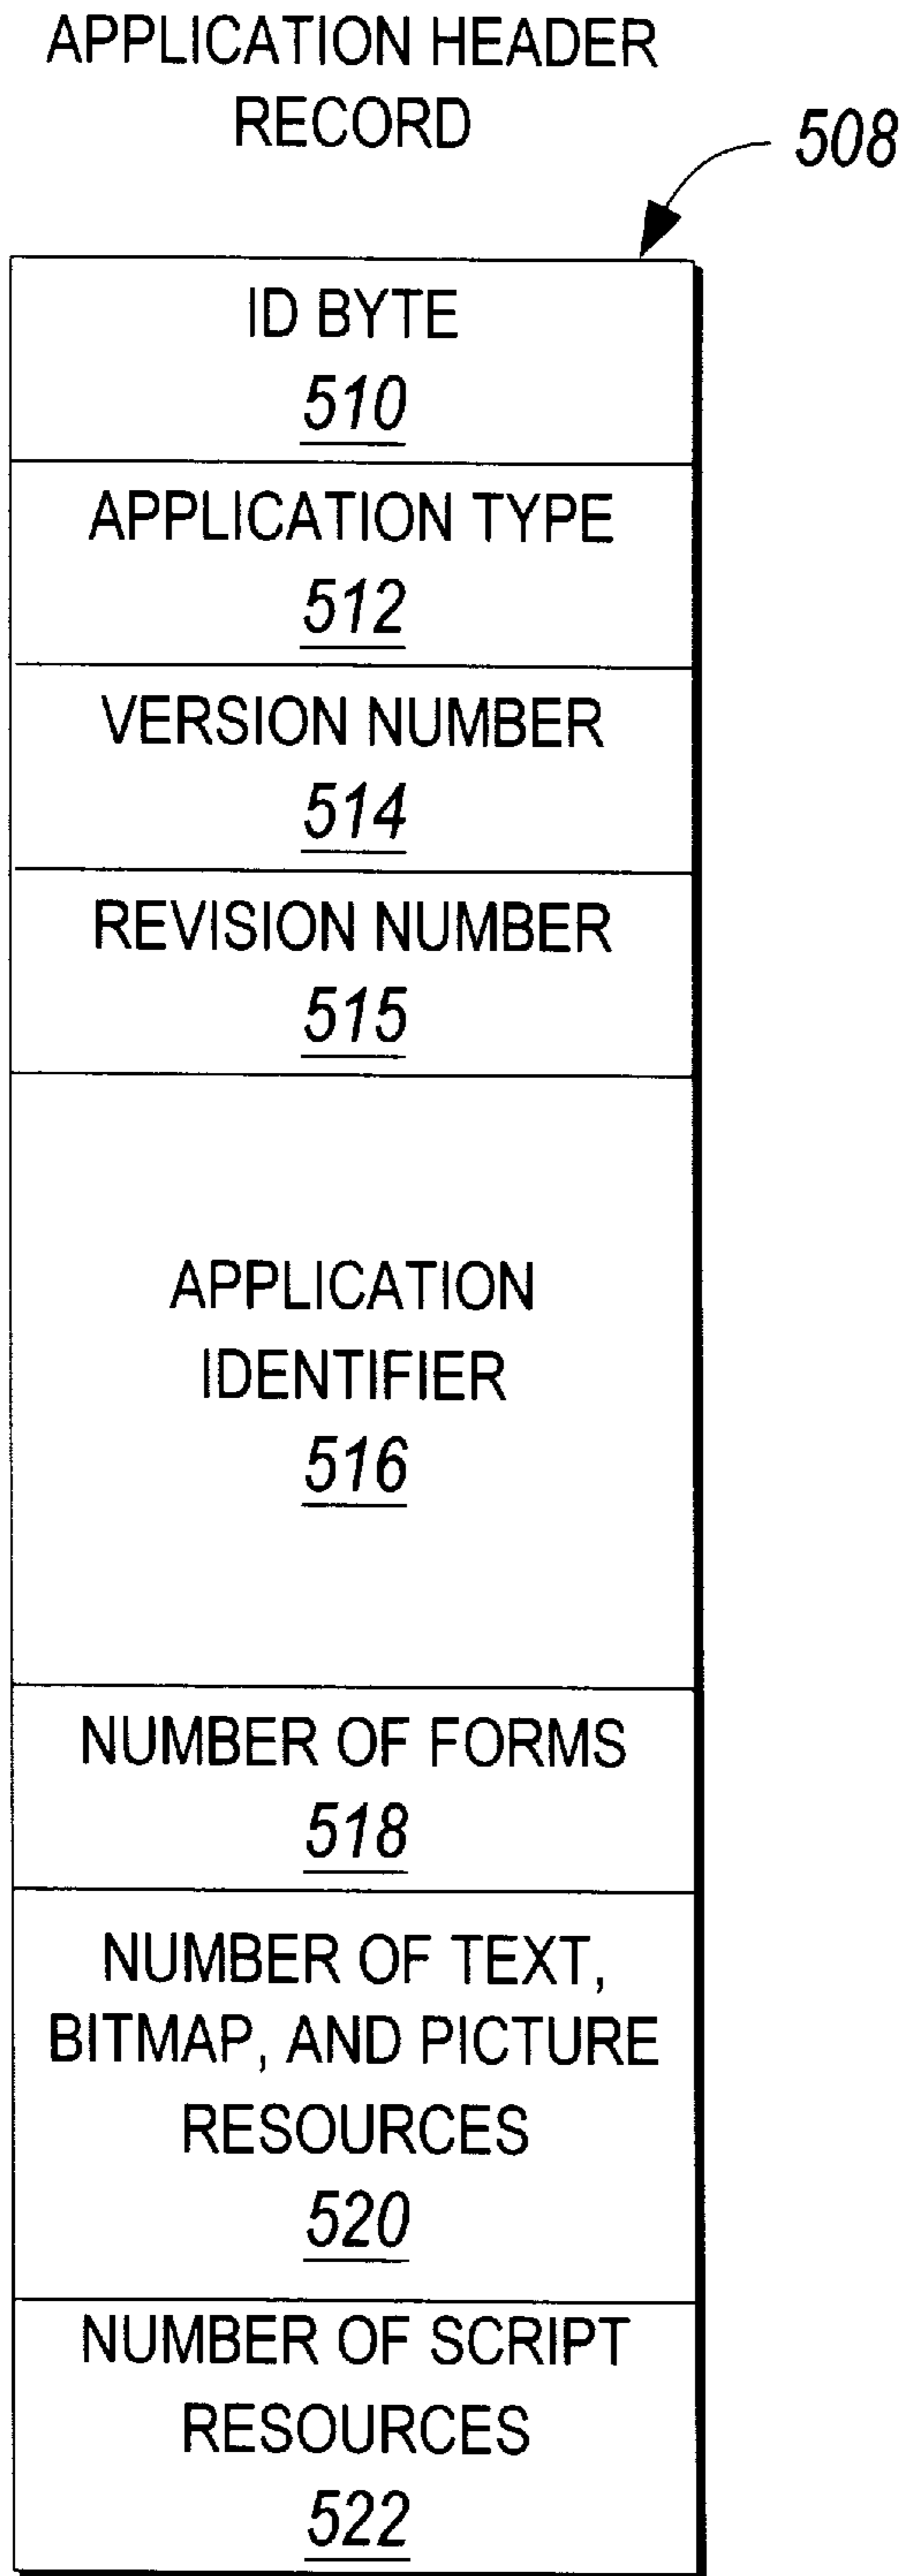 APPLICATION HEADER
RECORD
508
ID BYTE
510
APPLICATION TYPE
512
VERSION NUMBER
514
REVISION NUMBER
515
APPLICATION
IDENTIFIER
516
NUMBER OF FORMS
518
NUMBER OF TEXT,
BITMAP, AND PICTURE
RESOURCES
520
NUMBER OF SCRIPT
RESOURCES
522